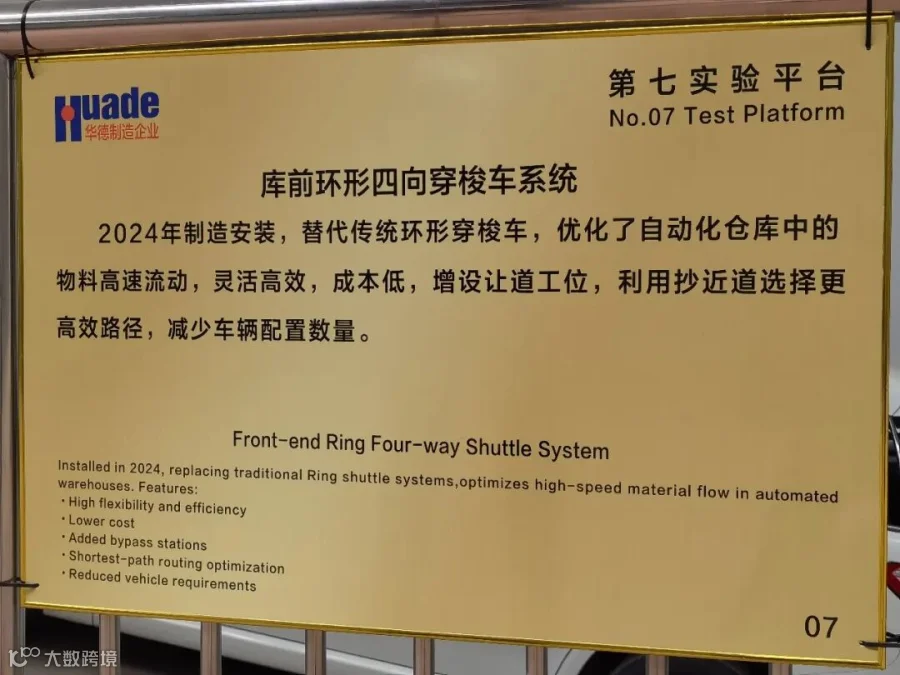 Huade
华德制造企业
第七实验平台
No.07 Test Platform
库前环形四向穿梭车系统
2024年制造安装，替代传统环形穿梭车，优化了自动化仓库中的
物料高速流动，灵活高效，成本低，增设让道工位，利用抄近道选择更
高效路径，减少车辆配置数量。
Front-end Ring Four-way Shuttle System
Installed in 2024, replacing traditional Ring shuttle systems,optimizes high-speed material flow in automated
warehouses. Features:
·High flexibility and efficiency
·Lower cost
·Added bypass stations
·Shortest-path routing optimization
·Reduced vehicle requirements
07
大数跨境